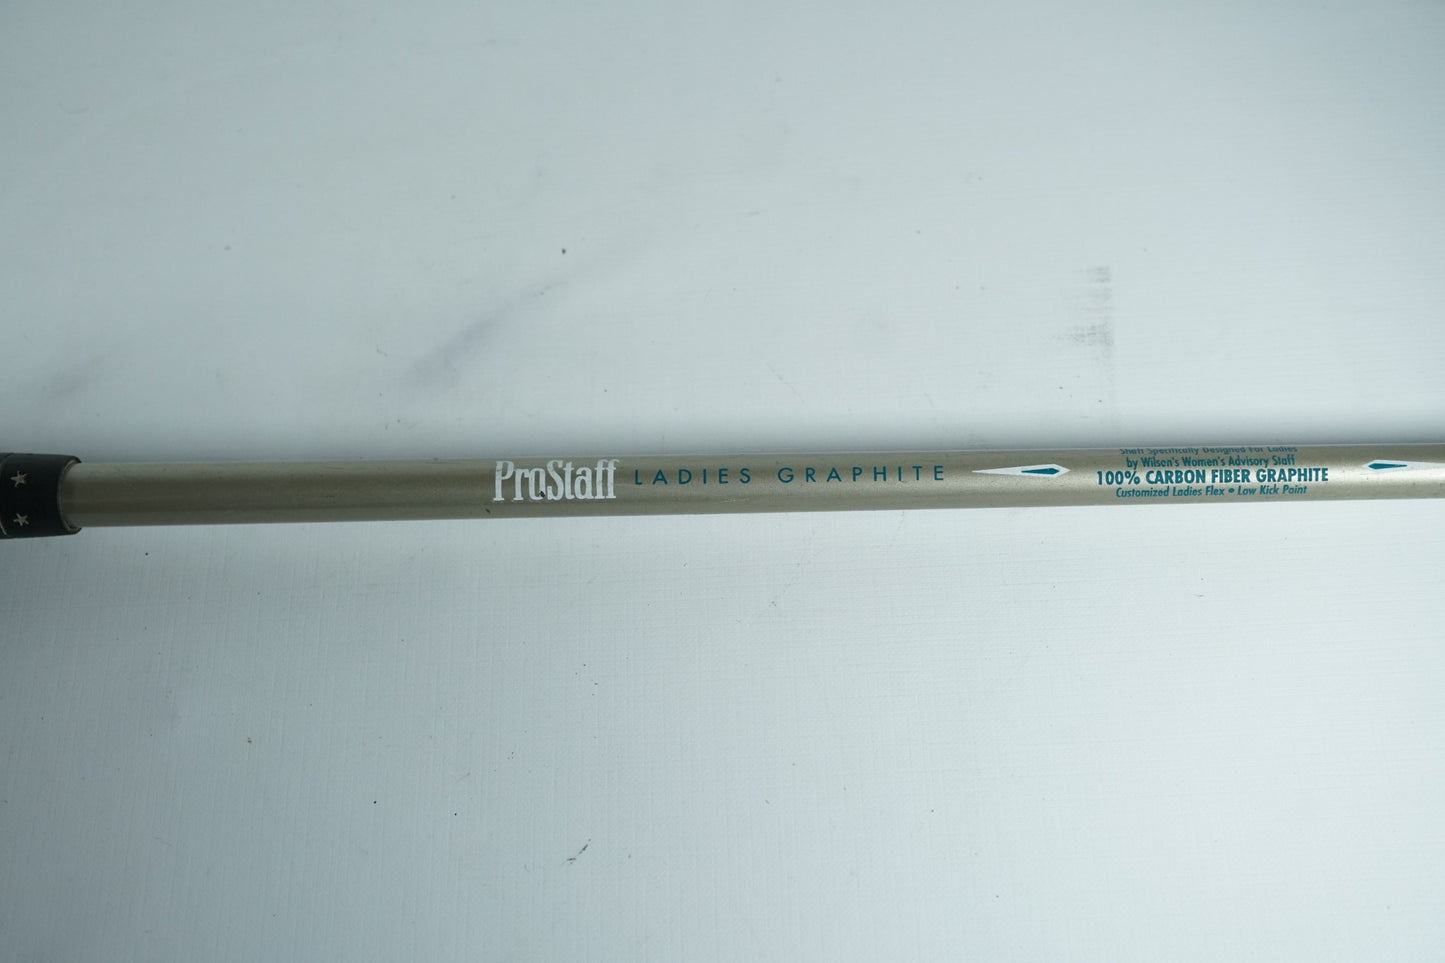 ProStaff LADIES GRAPHITE
Shaft Specifically Designed For Ladies
by Wilson's Women's Advisory Staff
100% CARBON FIBER GRAPHITE
Customized Ladies Flex • Low Kick Point